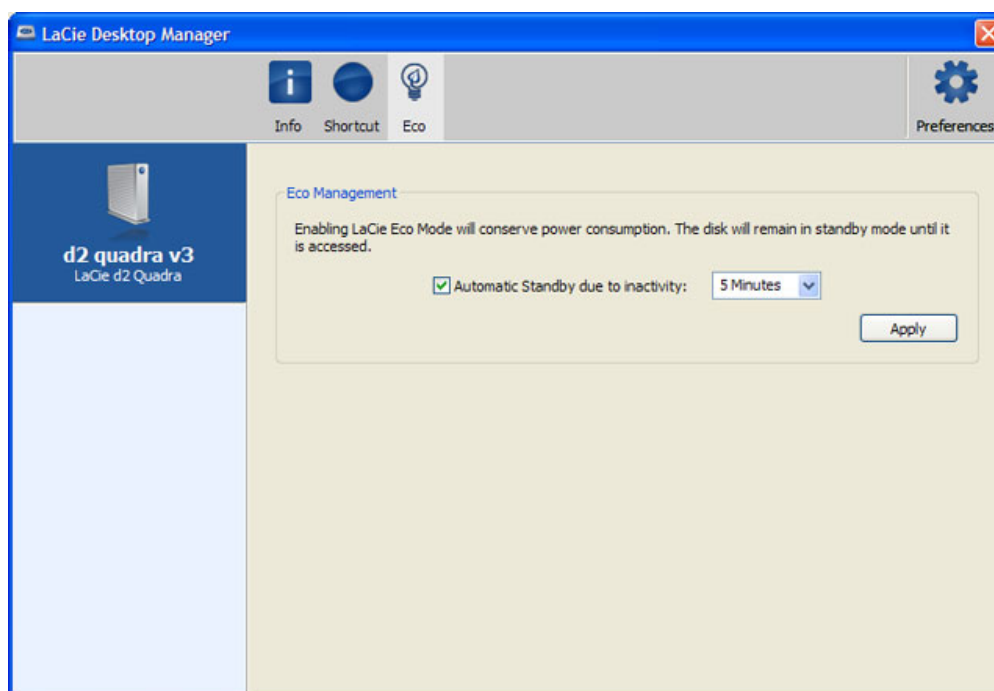 LaCie Desktop Manager
Info Shortcut Eco Preferences
d2 quadra v3
LaCie d2 Quadra
Eco Management
Enabling LaCie Eco Mode will conserve power consumption. The disk will remain in standby mode until it
is accessed.
Automatic Standby due to inactivity: 5 Minutes
Apply